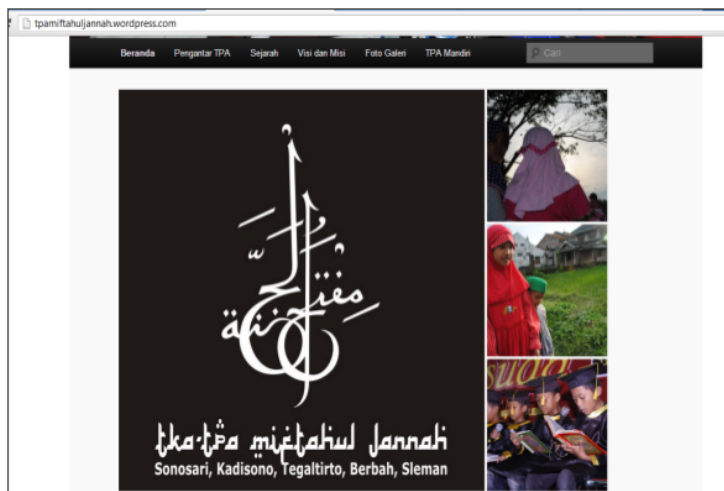 tpamiftahuljannah.wordpress.com
Beranda Pengantar TPA Sejarah Visi dan Misi Foto Galeri TPA Mandiri Cari
tka-tpa miftahul jannah
Sonosari, Kadisono, Tegaltirto, Berbah, Sleman